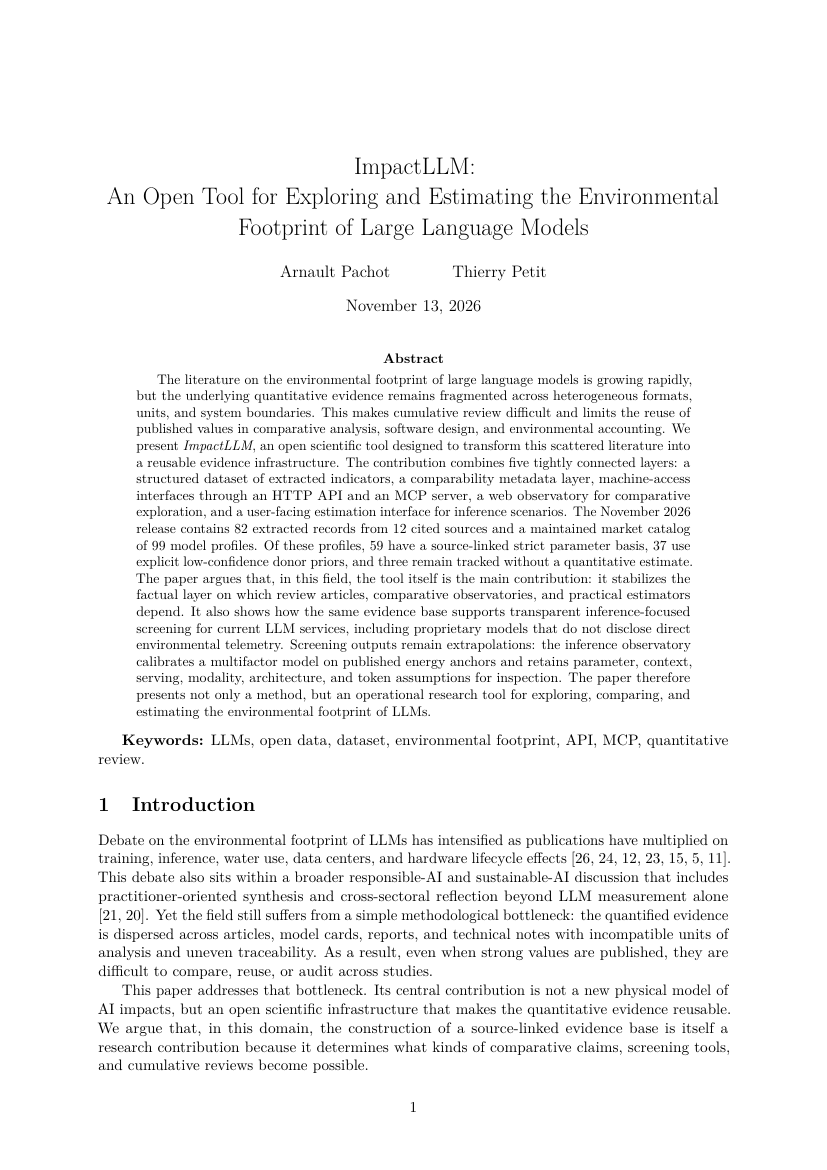 ImpactLLM:
An Open Tool for Exploring and Estimating the Environmental
Footprint of Large Language Models
Arnault Pachot Thierry Petit
November 13, 2026
Abstract
The literature on the environmental footprint of large language models is growing rapidly,
but the underlying quantitative evidence remains fragmented across heterogeneous formats,
units, and system boundaries. This makes cumulative review difficult and limits the reuse of
published values in comparative analysis, software design, and environmental accounting. We
present ImpactLLM, an open scientific tool designed to transform this scattered literature into
a reusable evidence infrastructure. The contribution combines five tightly connected layers: a
structured dataset of extracted indicators, a comparability metadata layer, machine-access
interfaces through an HTTP API and an MCP server, a web observatory for comparative
exploration, and a user-facing estimation interface for inference scenarios. The November 2026
release contains 82 extracted records from 12 cited sources and a maintained market catalog
of 99 model profiles. Of these profiles, 59 have a source-linked strict parameter basis, 37 use
explicit low-confidence donor priors, and three remain tracked without a quantitative estimate.
The paper argues that, in this field, the tool itself is the main contribution: it stabilizes the
factual layer on which review articles, comparative observatories, and practical estimators
depend. It also shows how the same evidence base supports transparent inference-focused
screening for current LLM services, including proprietary models that do not disclose direct
environmental telemetry. Screening outputs remain extrapolations: the inference observatory
calibrates a multifactor model on published energy anchors and retains parameter, context,
serving, modality, architecture, and token assumptions for inspection. The paper therefore
presents not only a method, but an operational research tool for exploring, comparing, and
estimating the environmental footprint of LLMs.
Keywords: LLMs, open data, dataset, environmental footprint, API, MCP, quantitative
review.
1 Introduction
Debate on the environmental footprint of LLMs has intensified as publications have multiplied on
training, inference, water use, data centers, and hardware lifecycle effects [26, 24, 12, 23, 15, 5, 11].
This debate also sits within a broader responsible-AI and sustainable-AI discussion that includes
practitioner-oriented synthesis and cross-sectoral reflection beyond LLM measurement alone
[21, 20]. Yet the field still suffers from a simple methodological bottleneck: the quantified evidence
is dispersed across articles, model cards, reports, and technical notes with incompatible units of
analysis and uneven traceability. As a result, even when strong values are published, they are
difficult to compare, reuse, or audit across studies.
This paper addresses that bottleneck. Its central contribution is not a new physical model of
AI impacts, but an open scientific infrastructure that makes the quantitative evidence reusable.
We argue that, in this domain, the construction of a source-linked evidence base is itself a
research contribution because it determines what kinds of comparative claims, screening tools,
and cumulative reviews become possible.
1